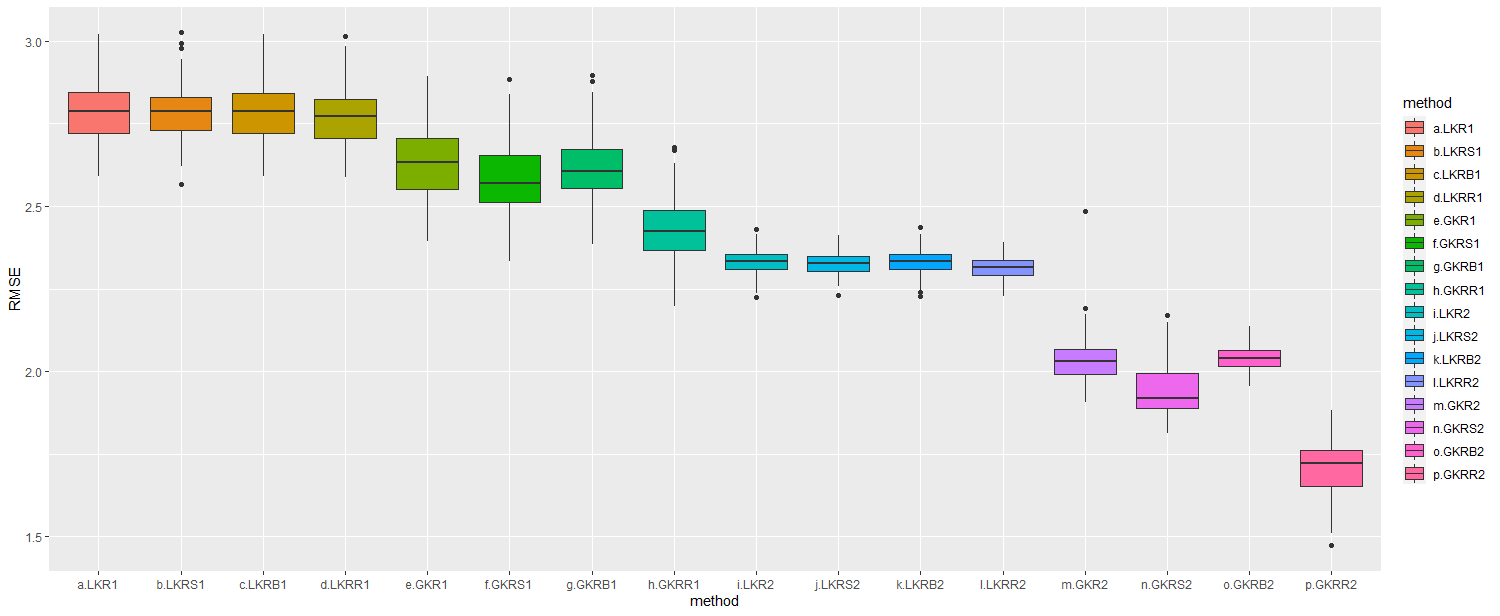 RMSE
3.0
2.5
2.0
1.5
a.LKR1 b.LKRS1 c.LKRB1 d.LKRR1 e.GKR1 f.GKRS1 g.GKRB1 h.GKRR1 i.LKR2 j.LKRS2 k.LKRB2 l.LKRR2 m.GKR2 n.GKRS2 o.GKRB2 p.GKRR2
method
method
a.LKR1
b.LKRS1
c.LKRB1
d.LKRR1
e.GKR1
f.GKRS1
g.GKRB1
h.GKRR1
i.LKR2
j.LKRS2
k.LKRB2
l.LKRR2
m.GKR2
n.GKRS2
o.GKRB2
p.GKRR2